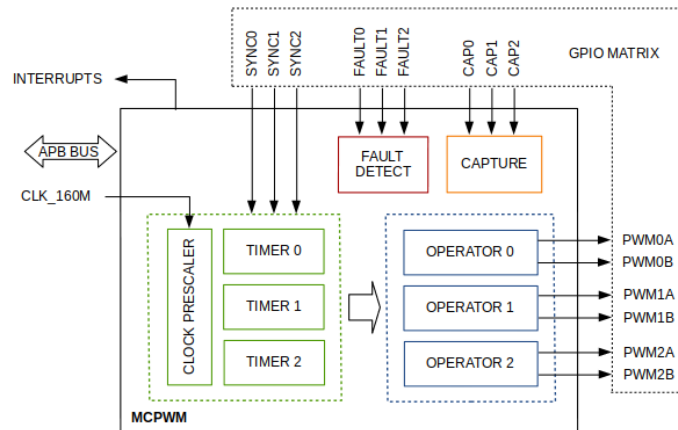 SYNC0
SYNC1
SYNC2
FAULT0
FAULT1
FAULT2
CAP0
CAP1
CAP2
GPIO MATRIX
INTERRUPTS
APB BUS
CLK_160M
FAULT
DETECT
CAPTURE
CLOCK PRESCALER
TIMER 0
TIMER 1
TIMER 2
OPERATOR 0
OPERATOR 1
OPERATOR 2
PWM0A
PWM0B
PWM1A
PWM1B
PWM2A
PWM2B
MCPWM